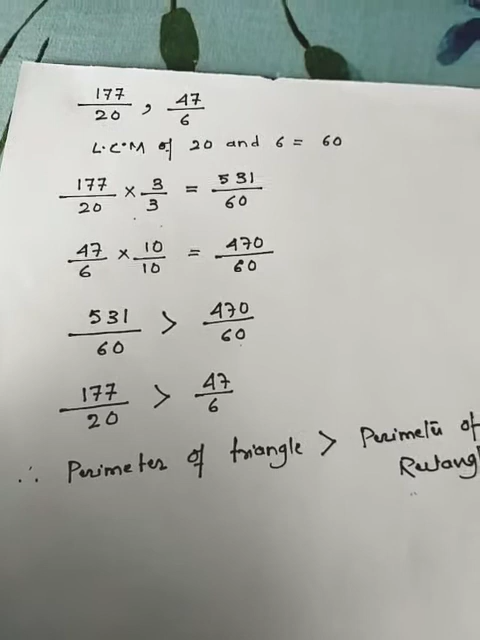 177/20 , 47/6
L.C.M of 20 and 6 = 60
177/20 × 3/3 = 531/60
47/6 × 10/10 = 470/60
531/60 > 470/60
177/20 > 47/6
∴ Perimeter of triangle > Perimeter of
Rectangl